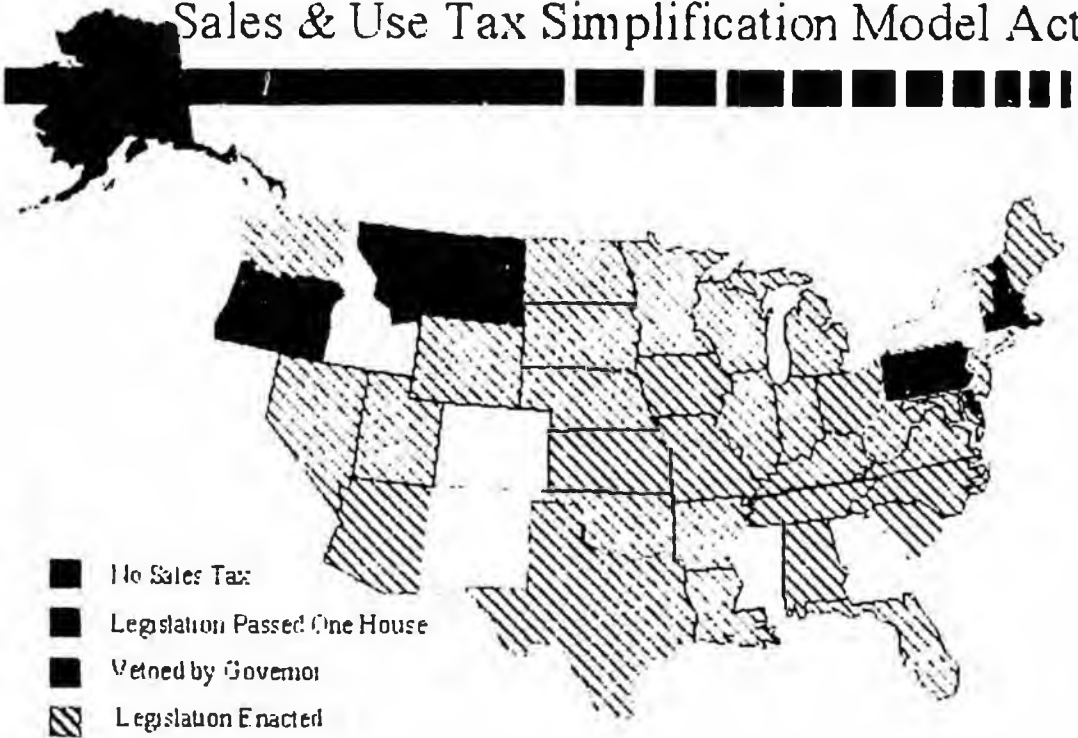 Sales & Use Tax Simplification Model Act
No Sales Tax
Legislation Passed One House
Vetoed by Governor
Legislation Enacted